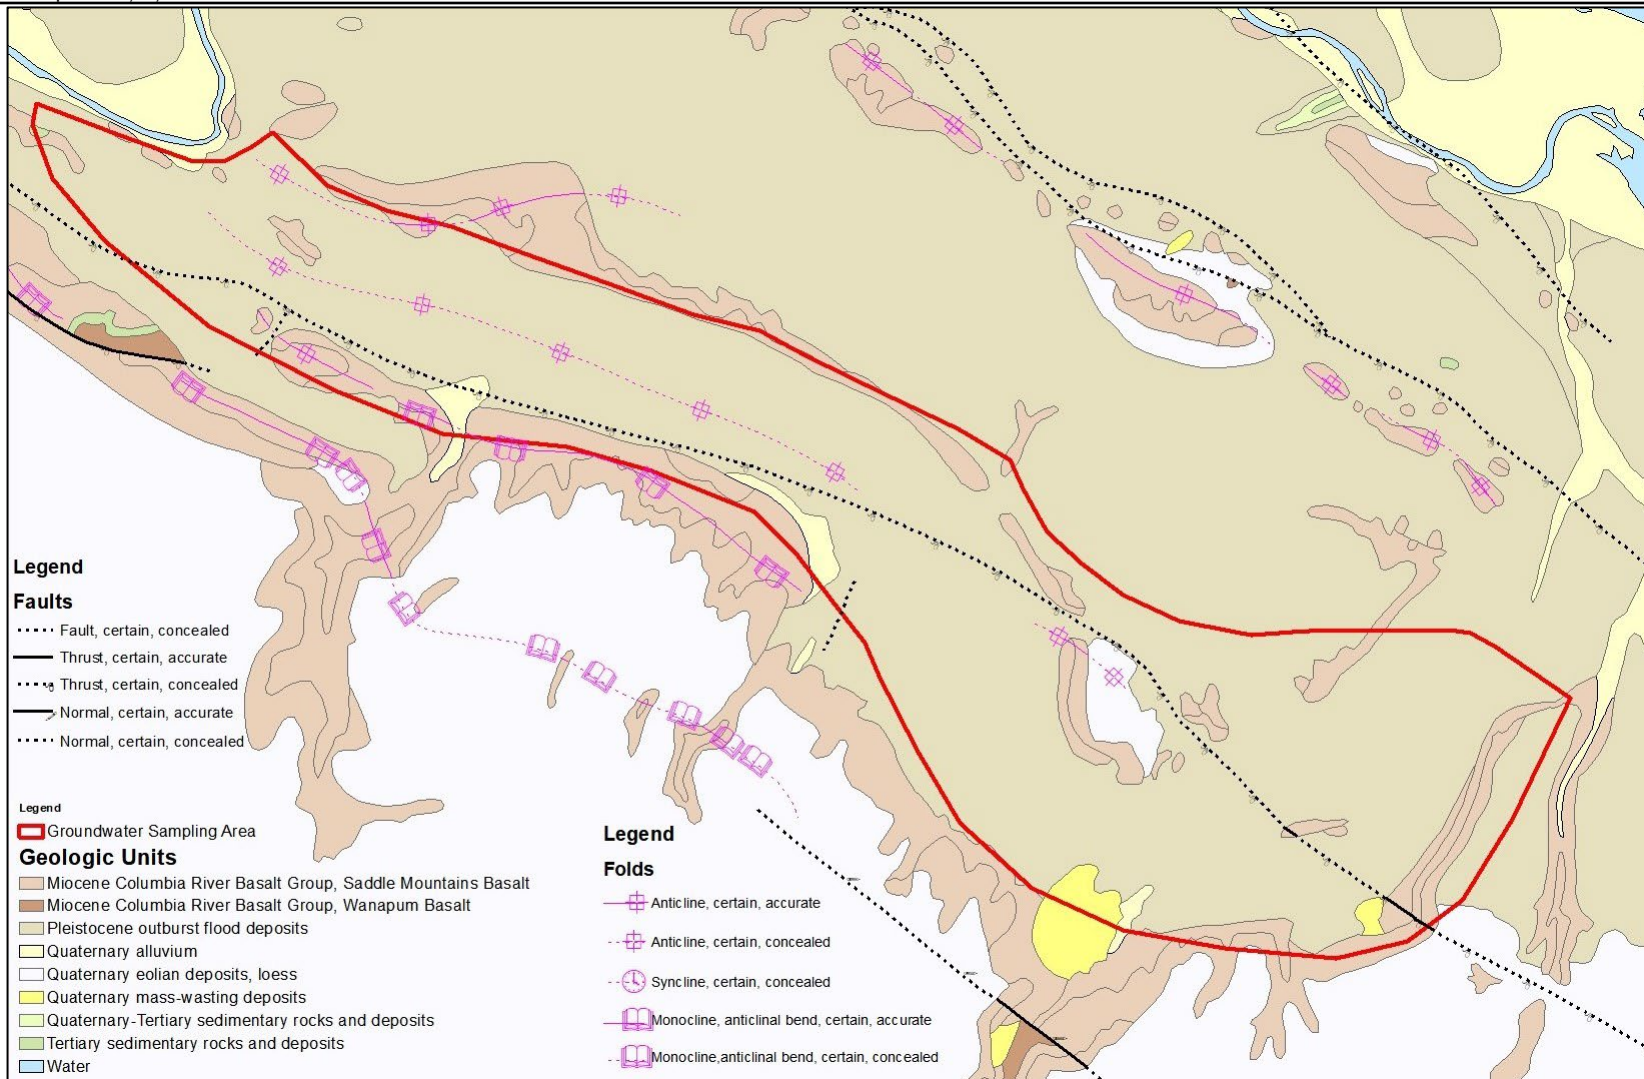 Legend
Faults
Fault, certain, concealed
Thrust, certain, accurate
Thrust, certain, concealed
Normal, certain, accurate
Normal, certain, concealed
Legend
Groundwater Sampling Area
Geologic Units
Miocene Columbia River Basalt Group, Saddle Mountains Basalt
Miocene Columbia River Basalt Group, Wanapum Basalt
Pleistocene outburst flood deposits
Quaternary alluvium
Quaternary eolian deposits, loess
Quaternary mass-wasting deposits
Quaternary-Tertiary sedimentary rocks and deposits
Tertiary sedimentary rocks and deposits
Water
Legend
Folds
Anticline, certain, accurate
Anticline, certain, concealed
Syncline, certain, concealed
Monocline, anticlinal bend, certain, accurate
Monocline,anticlinal bend, certain, concealed